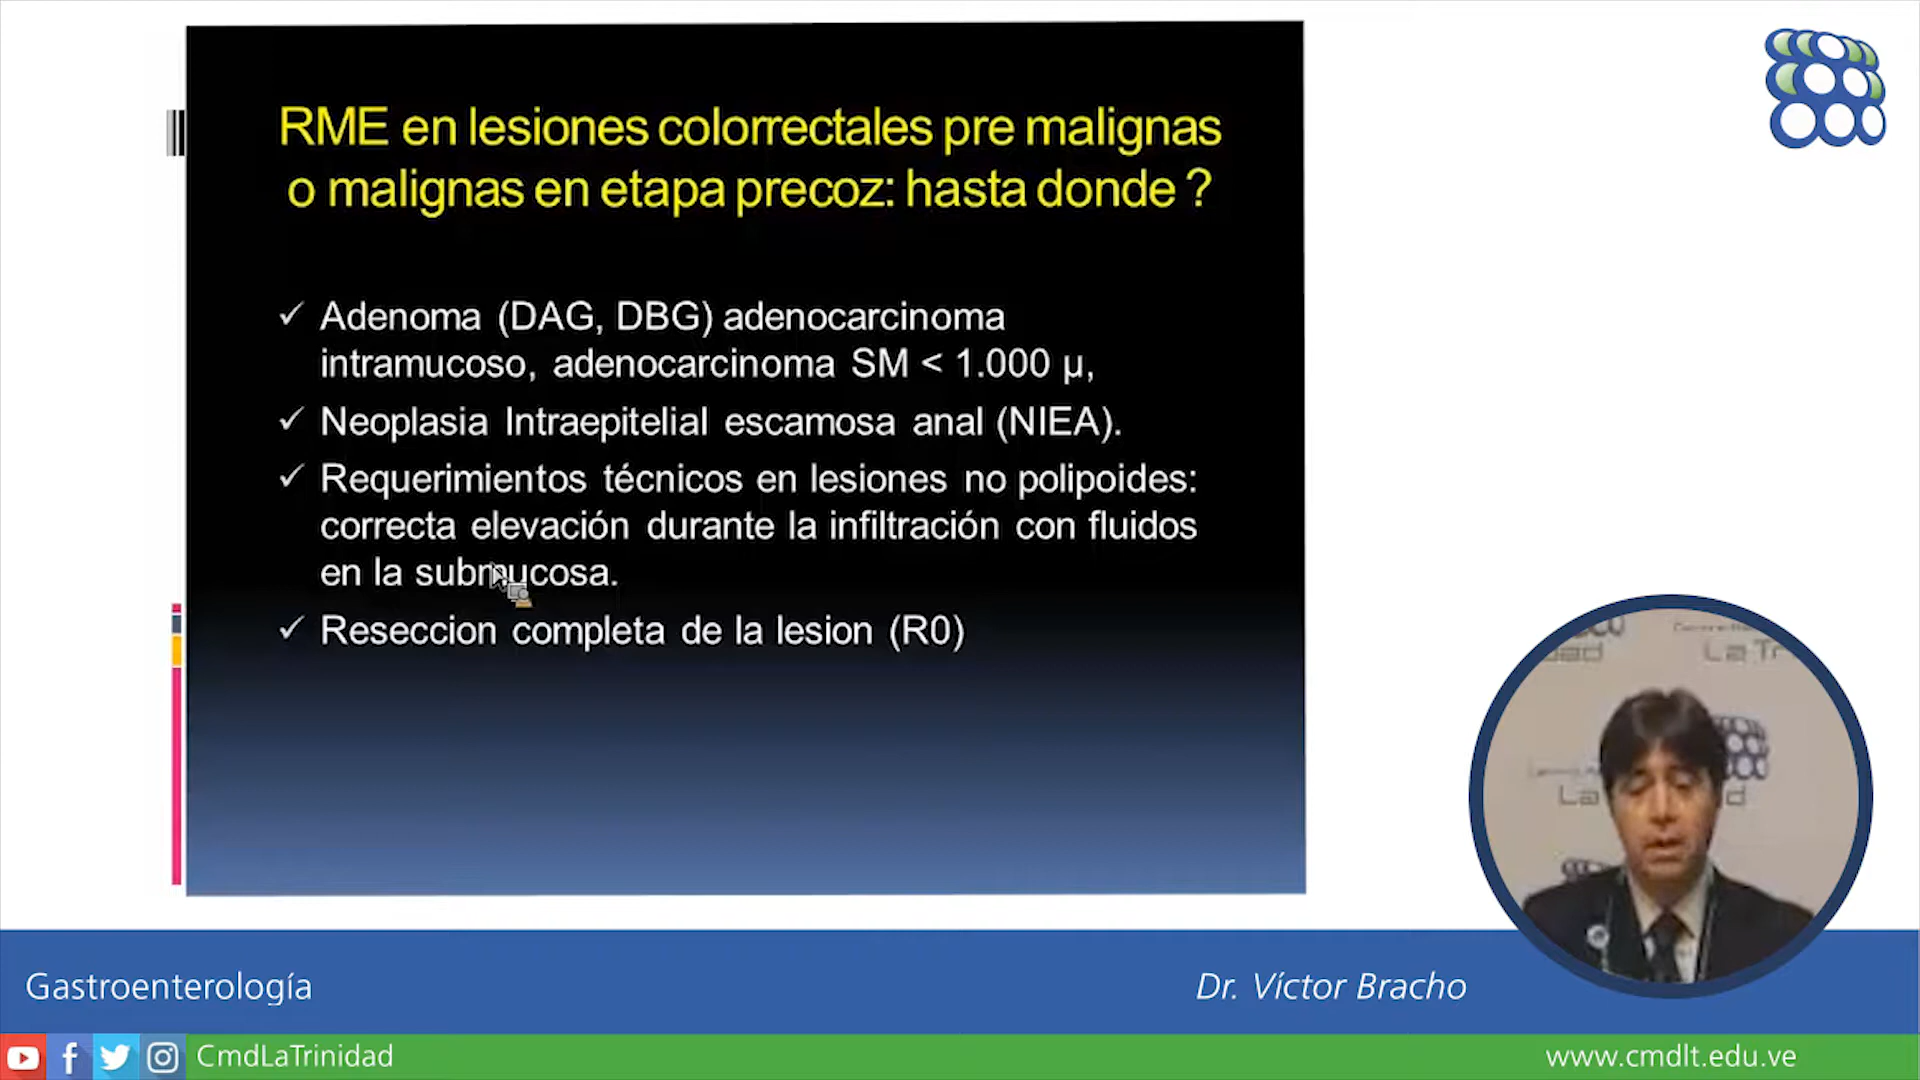 RME en lesiones colorrectales pre malignas
o malignas en etapa precoz: hasta donde ?
✓ Adenoma (DAG, DBG) adenocarcinoma
intramucoso, adenocarcinoma SM < 1.000 µ,
✓ Neoplasia Intraepitelial escamosa anal (NIEA).
✓ Requerimientos técnicos en lesiones no polipoides:
correcta elevación durante la infiltración con fluidos
en la submucosa.
✓ Reseccion completa de la lesion (R0)
La Tr
Gastroenterología
Dr. Víctor Bracho
CmdLaTrinidad
www.cmdlt.edu.ve